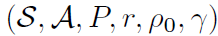 (𝒮, 𝒜, P, r, ρ₀, γ)